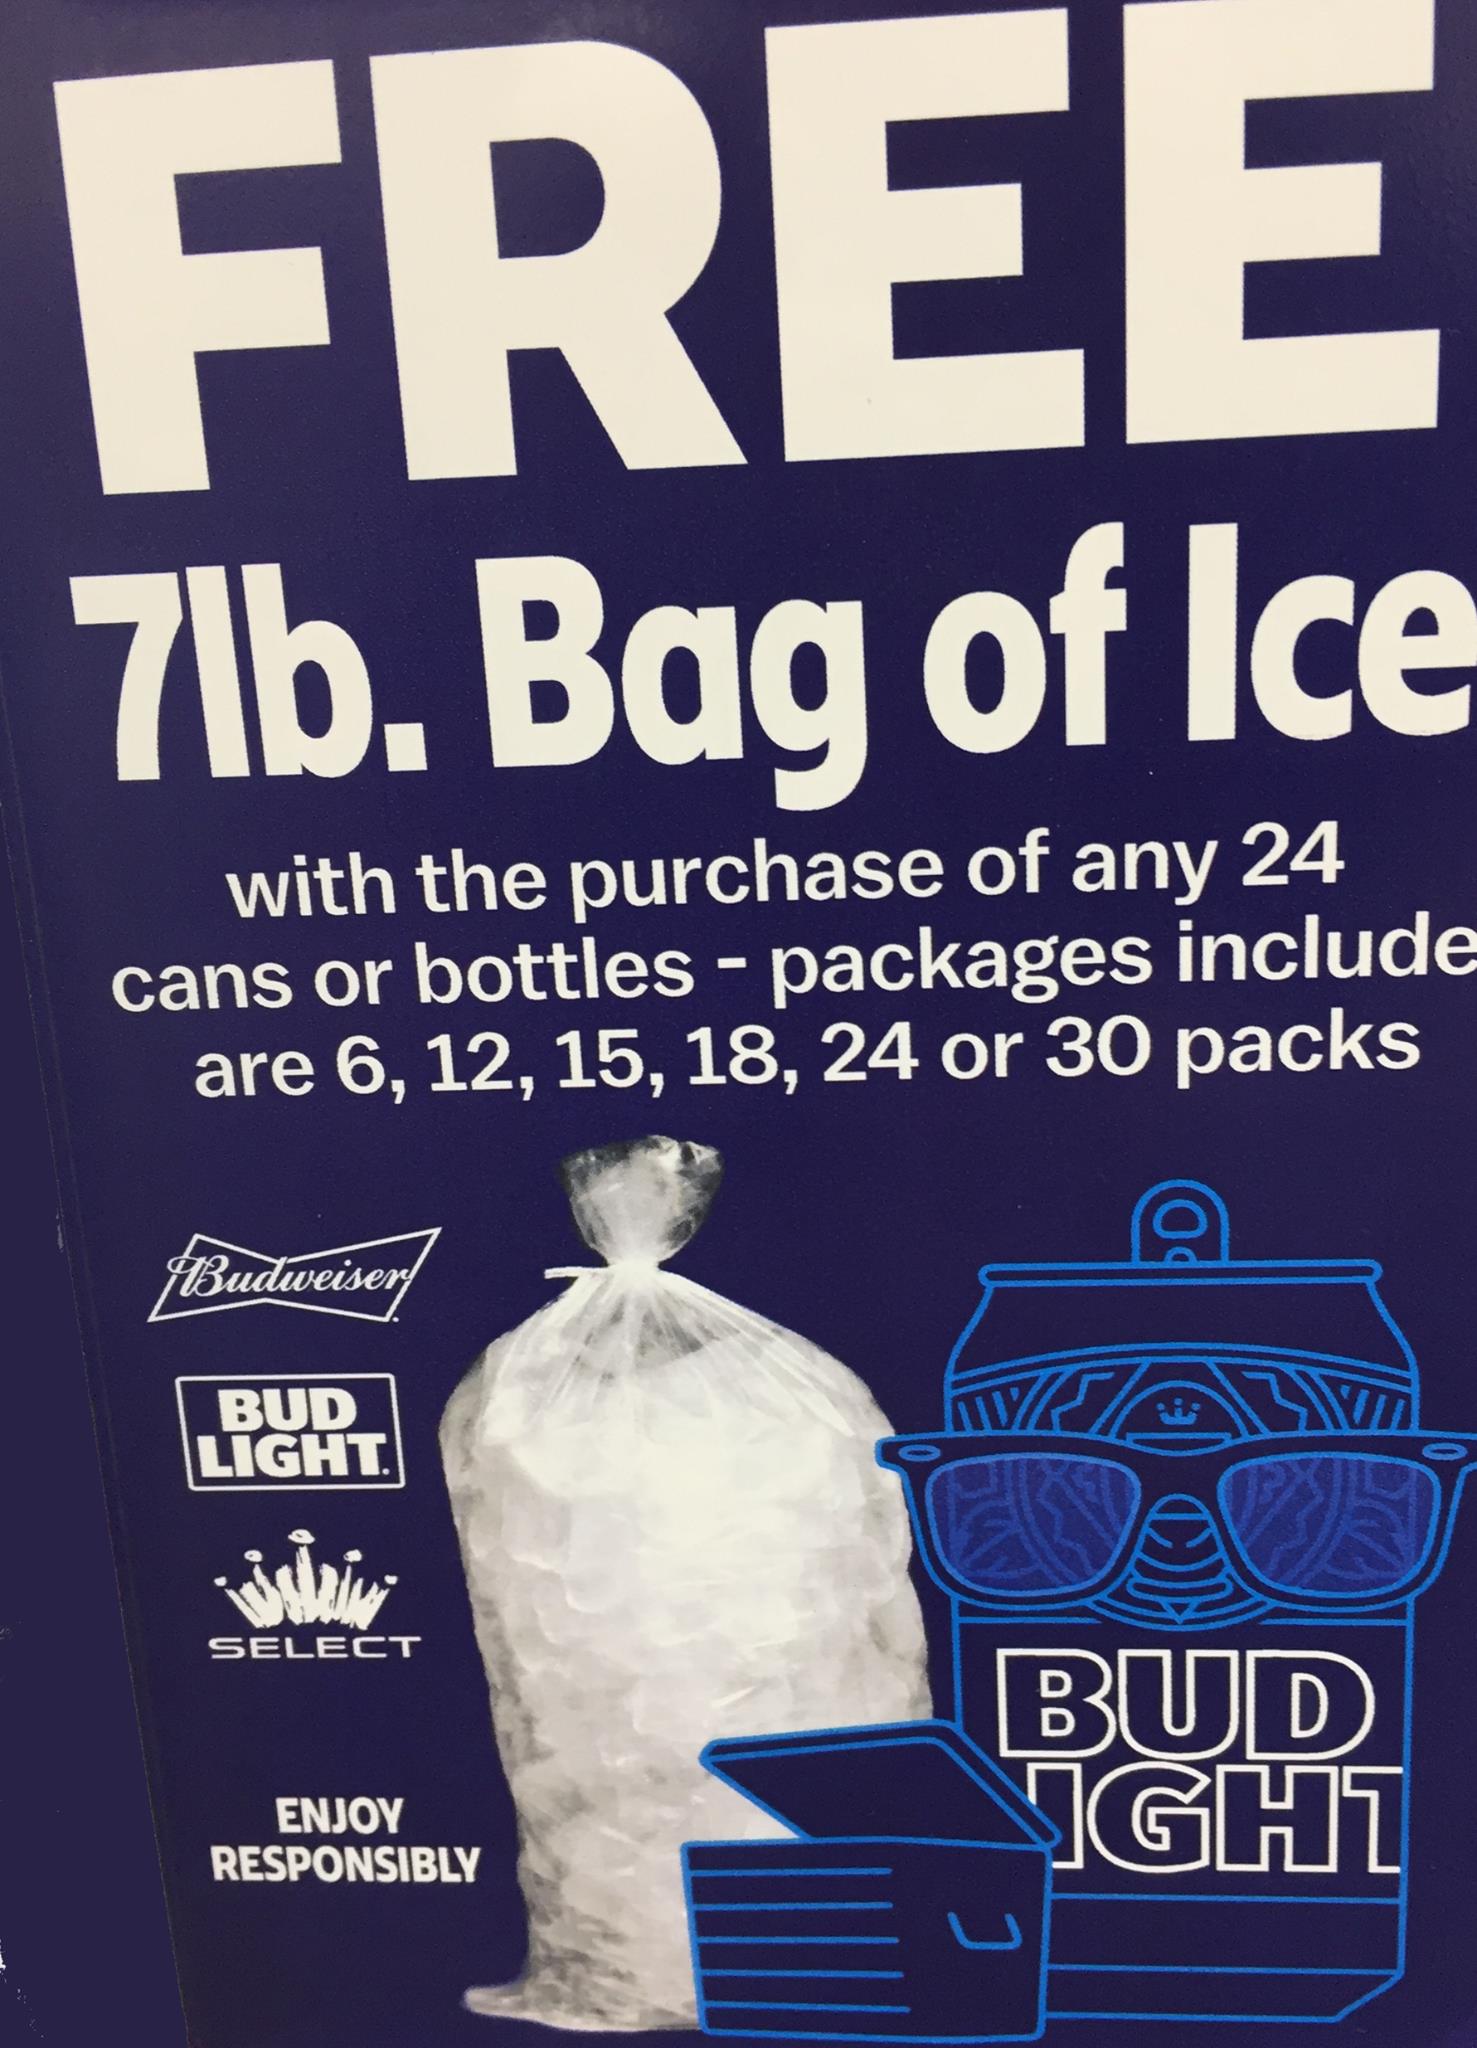 FREE
7lb. Bag of Ice
with the purchase of any 24
cans or bottles - packages include
are 6, 12, 15, 18, 24 or 30 packs
Budweiser
BUD
LIGHT
SELECT
ENJOY
RESPONSIBLY
BUD
IGHT